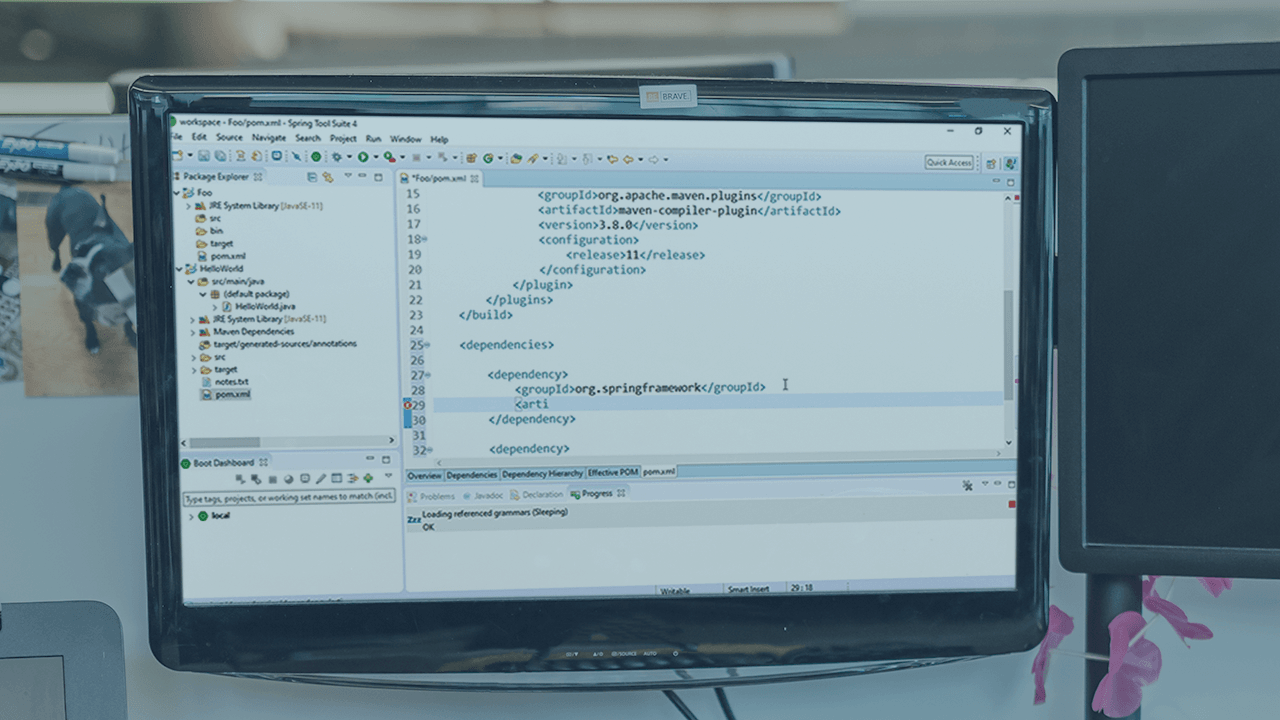 BRAVE
workspace - Foo/pom.xml - Spring Tool Suite 4
File Edit Source Navigate Search Project Run Window Help
Quick Access
Package Explorer
Foo
JRE System Library [JavaSE-11]
src
bin
target
pom.xml
HelloWorld
src/main/java
(default package)
HelloWorld.java
JRE System Library [JavaSE-11]
Maven Dependencies
target/generated-sources/annotations
src
target
notes.txt
pom.xml
*Foo/pom.xml
15 <groupId>org.apache.maven.plugins</groupId>
16 <artifactId>maven-compiler-plugin</artifactId>
17 <version>3.8.0</version>
18 <configuration>
19 <release>11</release>
20 </configuration>
21 </plugin>
22 </plugins>
23 </build>
24
25 <dependencies>
26
27 <dependency>
28 <groupId>org.springframework</groupId>
29 <arti
30 </dependency>
31
32 <dependency>
Overview Dependencies Dependency Hierarchy Effective POM pom.xml
Boot Dashboard
Type tags, projects, or working set names to match (incl.
local
Problems Javadoc Declaration Progress
Zzz Loading referenced grammars (Sleeping)
OK
Writable Smart Insert 29 : 18
SOURCE AUTO